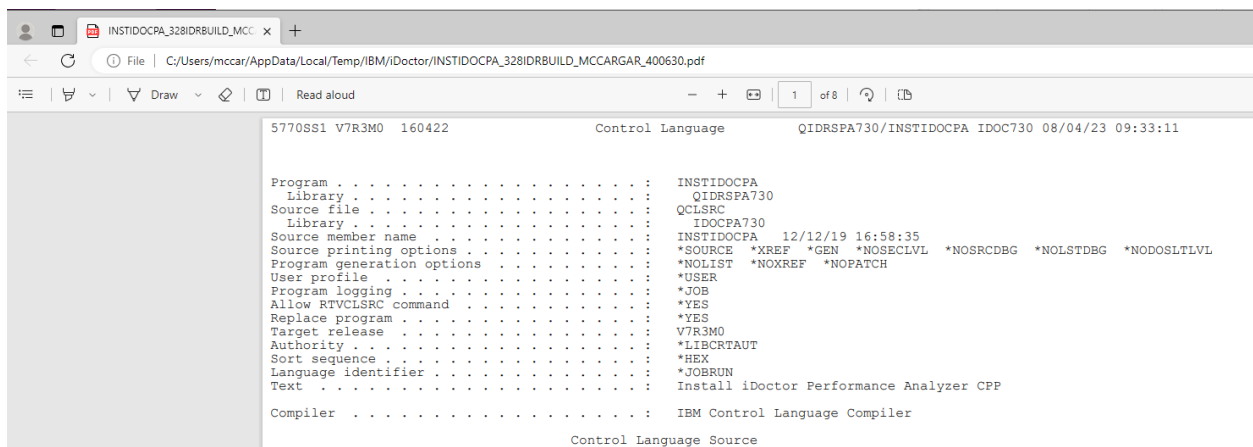 INSTIDOCPA_328IDRBUILD_MCC
File | C:/Users/mccar/AppData/Local/Temp/IBM/iDoctor/INSTIDOCPA_328IDRBUILD_MCCARGAR_400630.pdf
Draw Read aloud 1 of 8
5770SS1 V7R3M0 160422 Control Language QIDRSPA730/INSTIDOCPA IDOC730 08/04/23 09:33:11
Program . . . . . . . . . . . . . . . . . . . : INSTIDOCPA
Library . . . . . . . . . . . . . . . . . . : QIDRSPA730
Source file . . . . . . . . . . . . . . . . . : QCLSRC
Library . . . . . . . . . . . . . . . . . . : IDOCPA730
Source member name . . . . . . . . . . . . . : INSTIDOCPA 12/12/19 16:58:35
Source printing options . . . . . . . . . . . : *SOURCE *XREF *GEN *NOSECLVL *NOSRCDBG *NOLSTDBG *NODOSLTLVL
Program generation options . . . . . . . . . : *NOLIST *NOXREF *NOPATCH
User profile . . . . . . . . . . . . . . . . : *USER
Program logging . . . . . . . . . . . . . . . : *JOB
Allow RTVCLSRC command . . . . . . . . . . . : *YES
Replace program . . . . . . . . . . . . . . . : *YES
Target release . . . . . . . . . . . . . . . : V7R3M0
Authority . . . . . . . . . . . . . . . . . . : *LIBCRTAUT
Sort sequence . . . . . . . . . . . . . . . . : *HEX
Language identifier . . . . . . . . . . . . . : *JOBRUN
Text . . . . . . . . . . . . . . . . . . . . : Install iDoctor Performance Analyzer CPP
Compiler . . . . . . . . . . . . . . . . . . : IBM Control Language Compiler
Control Language Source